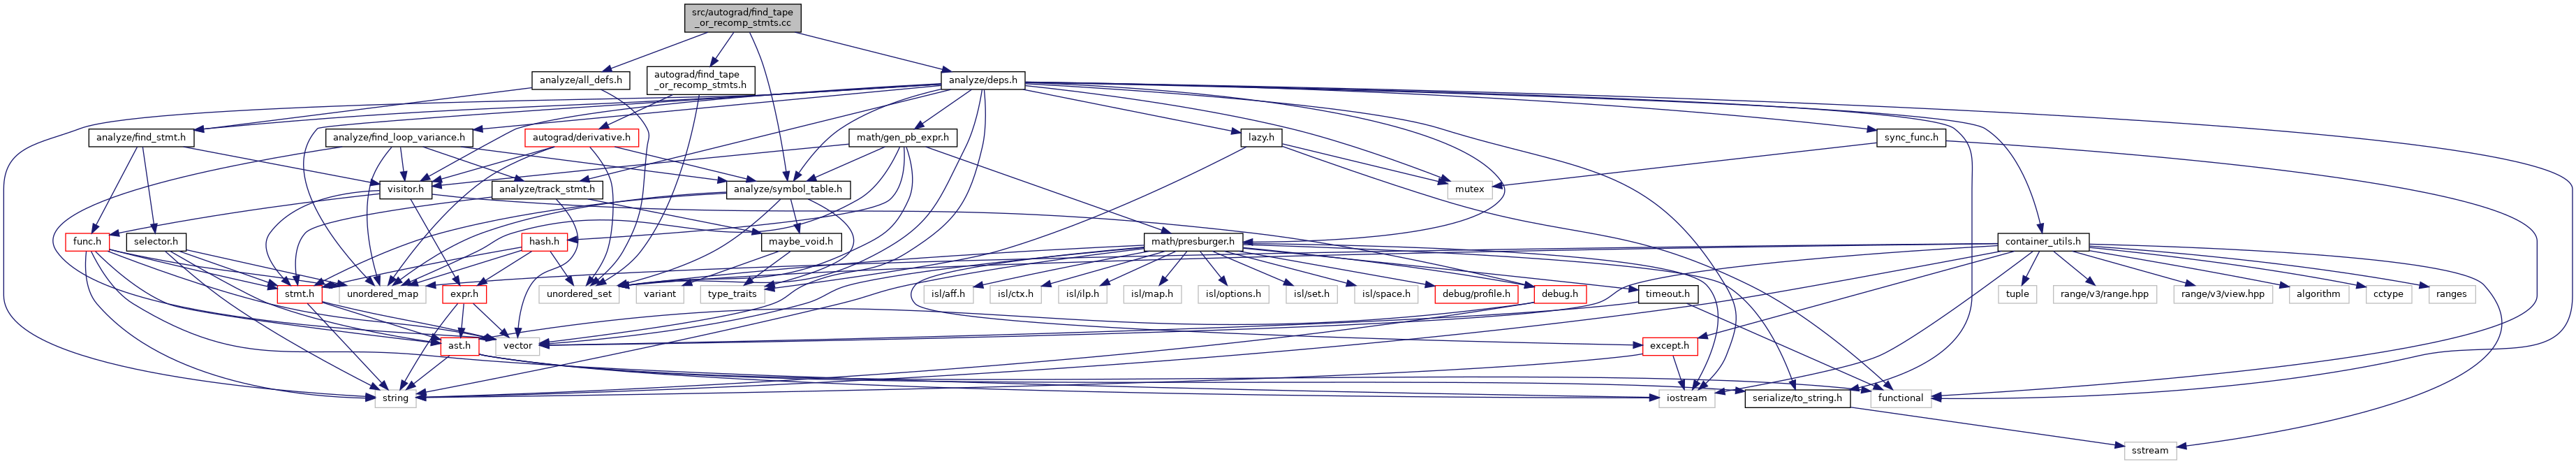 src/autograd/find_tape
_or_recomp_stmts.cc
analyze/all_defs.h
autograd/find_tape
_or_recomp_stmts.h
analyze/deps.h
analyze/find_stmt.h
analyze/find_loop_variance.h
autograd/derivative.h
math/gen_pb_expr.h
lazy.h
sync_func.h
visitor.h
analyze/track_stmt.h
analyze/symbol_table.h
mutex
func.h
selector.h
hash.h
maybe_void.h
math/presburger.h
container_utils.h
stmt.h
unordered_map
expr.h
unordered_set
variant
type_traits
isl/aff.h
isl/ctx.h
isl/ilp.h
isl/map.h
isl/options.h
isl/set.h
isl/space.h
debug/profile.h
debug.h
timeout.h
tuple
range/v3/range.hpp
range/v3/view.hpp
algorithm
cctype
ranges
ast.h
vector
except.h
string
iostream
serialize/to_string.h
functional
sstream